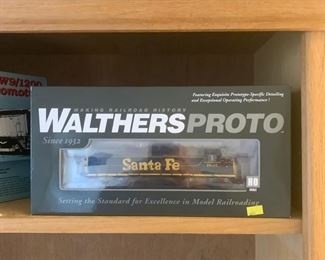 W9/1200
omot
Featuring Exquisite Prototype-Specific Detailing
and Exceptional Operating Performance!
MAKING RAILROAD HISTORY
WALTHERSPROTO
Since 1932
Santa Fe
HO
Setting the Standard for Excellence in Model Railroading